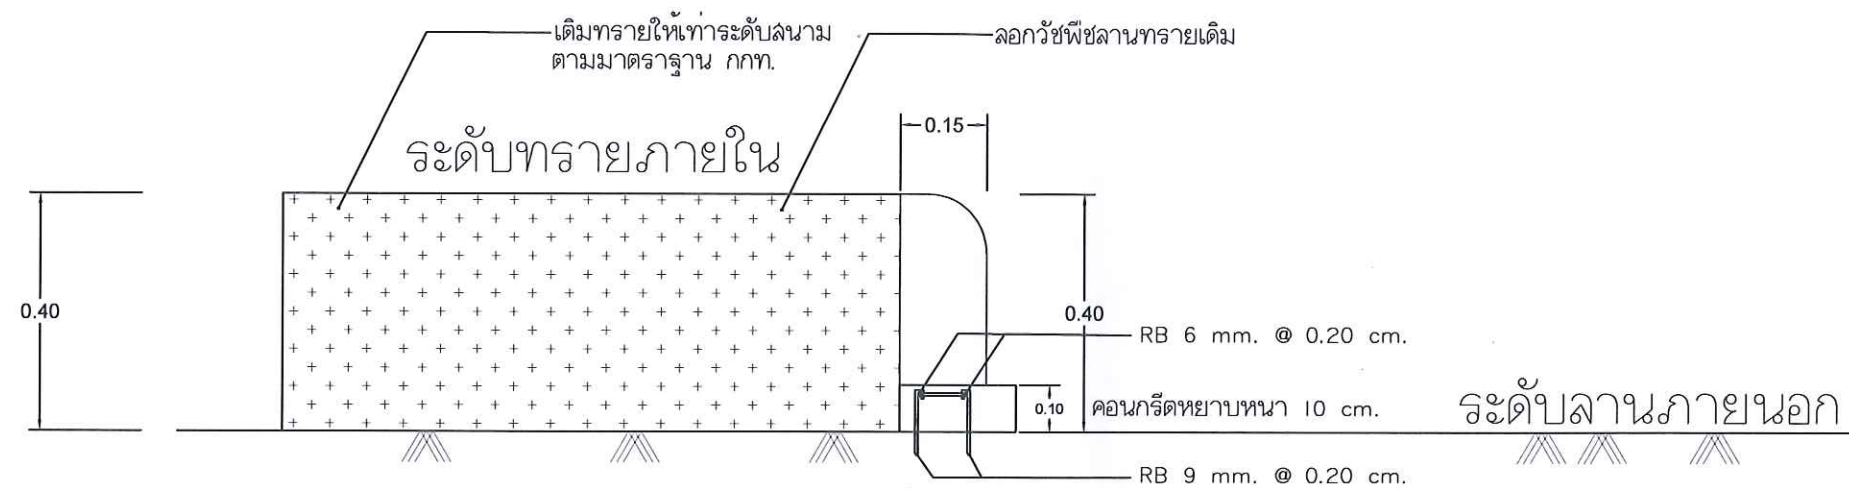 เติมทรายให้เท่าระดับสนาม
ตามมาตราฐาน กกท.
ลอกวัชพืชลานทรายเดิม
0.15
ระดับทรายภายใน
0.40
0.40
RB 6 mm. @ 0.20 cm.
0.10
คอนกรีตหยาบหนา 10 cm.
ระดับลานภายนอก
RB 9 mm. @ 0.20 cm.